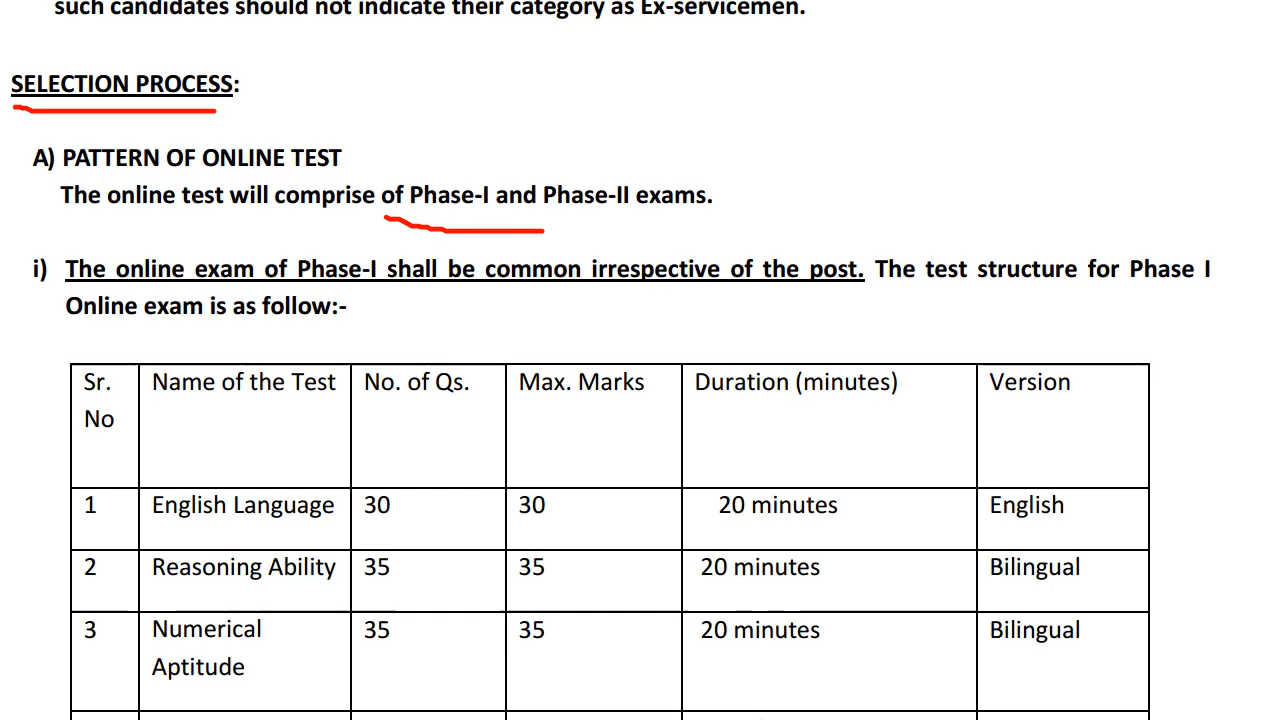 such candidates should not indicate their category as Ex-servicemen.
SELECTION PROCESS:
A) PATTERN OF ONLINE TEST
The online test will comprise of Phase-I and Phase-II exams.
i) The online exam of Phase-I shall be common irrespective of the post. The test structure for Phase I
Online exam is as follow:-
Sr. No Name of the Test No. of Qs. Max. Marks Duration (minutes) Version
1 English Language 30 30 20 minutes English
2 Reasoning Ability 35 35 20 minutes Bilingual
3 Numerical Aptitude 35 35 20 minutes Bilingual